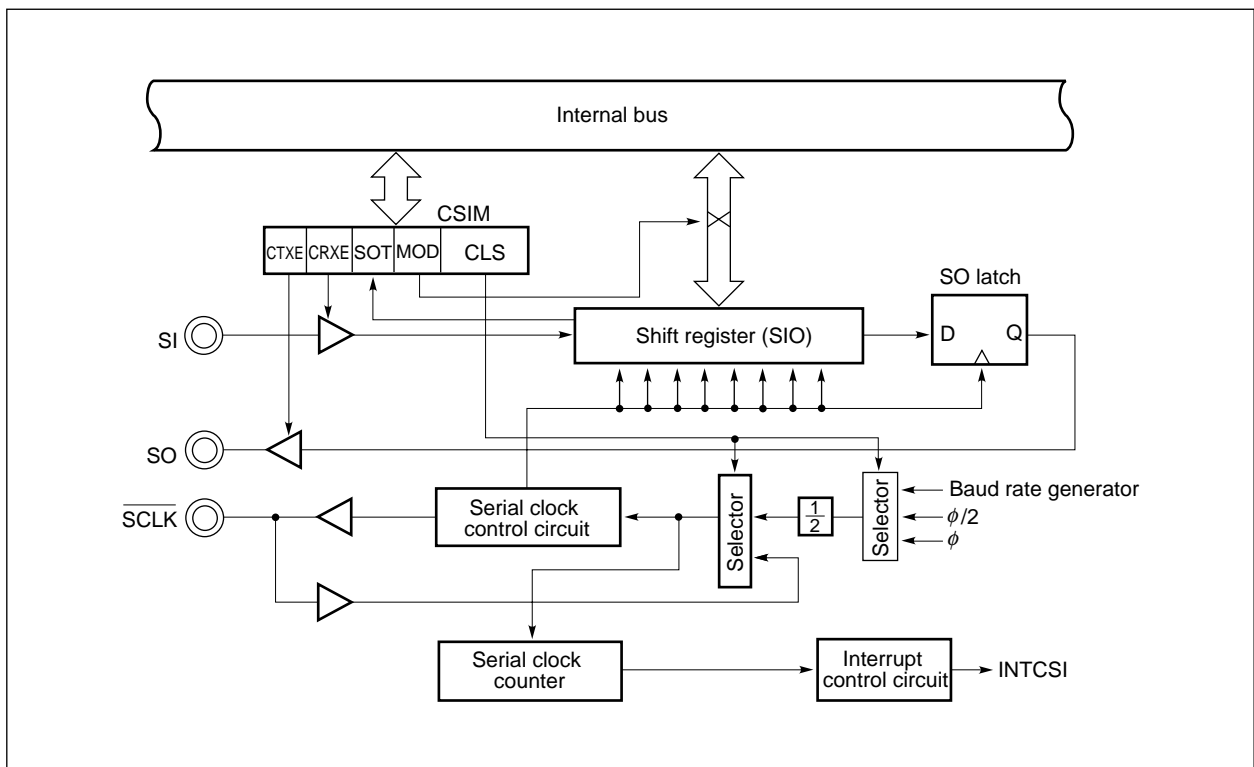 Internal bus
CSIM
CTXE CRXE SOT MOD CLS
SO latch
SI
Shift register (SIO)
D Q
SO
SCLK
Serial clock
control circuit
Selector
1
2
Selector
Baud rate generator
ϕ/2
ϕ
Serial clock
counter
Interrupt
control circuit
INTCSI